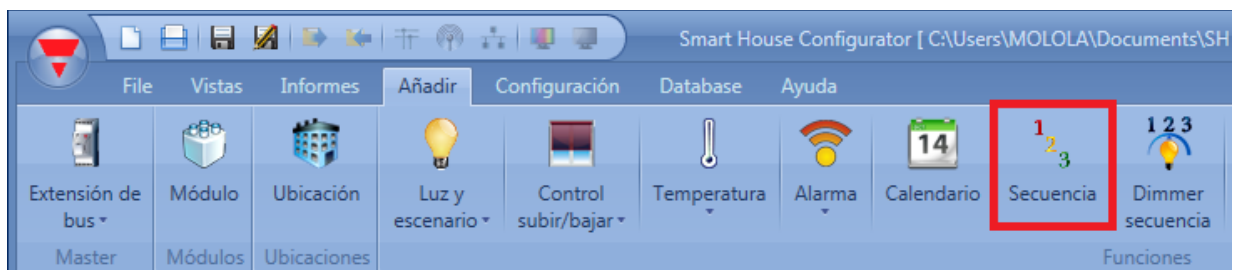 Smart House Configurator [ C:\Users\MOLOLA\Documents\SH
File Vistas Informes Añadir Configuración Database Ayuda
14 1 2 3 1 2 3
Extensión de Módulo Ubicación Luz y Control Temperatura Alarma Calendario Secuencia Dimmer
bus escenario subir/bajar secuencia
Master Módulos Ubicaciones Funciones